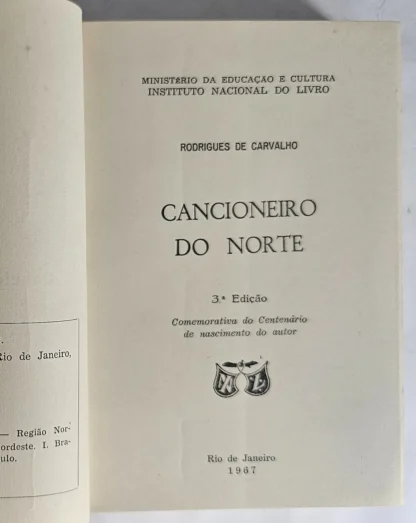 .
Rio de Janeiro,
— Região Nor-
ordeste. I. Bra-
ulo.
MINISTÉRIO DA EDUCAÇÃO E CULTURA
INSTITUTO NACIONAL DO LIVRO
RODRIGUES DE CARVALHO
CANCIONEIRO
DO NORTE
3.ª Edição
Comemorativa do Centenário
de nascimento do autor
Rio de Janeiro
1967